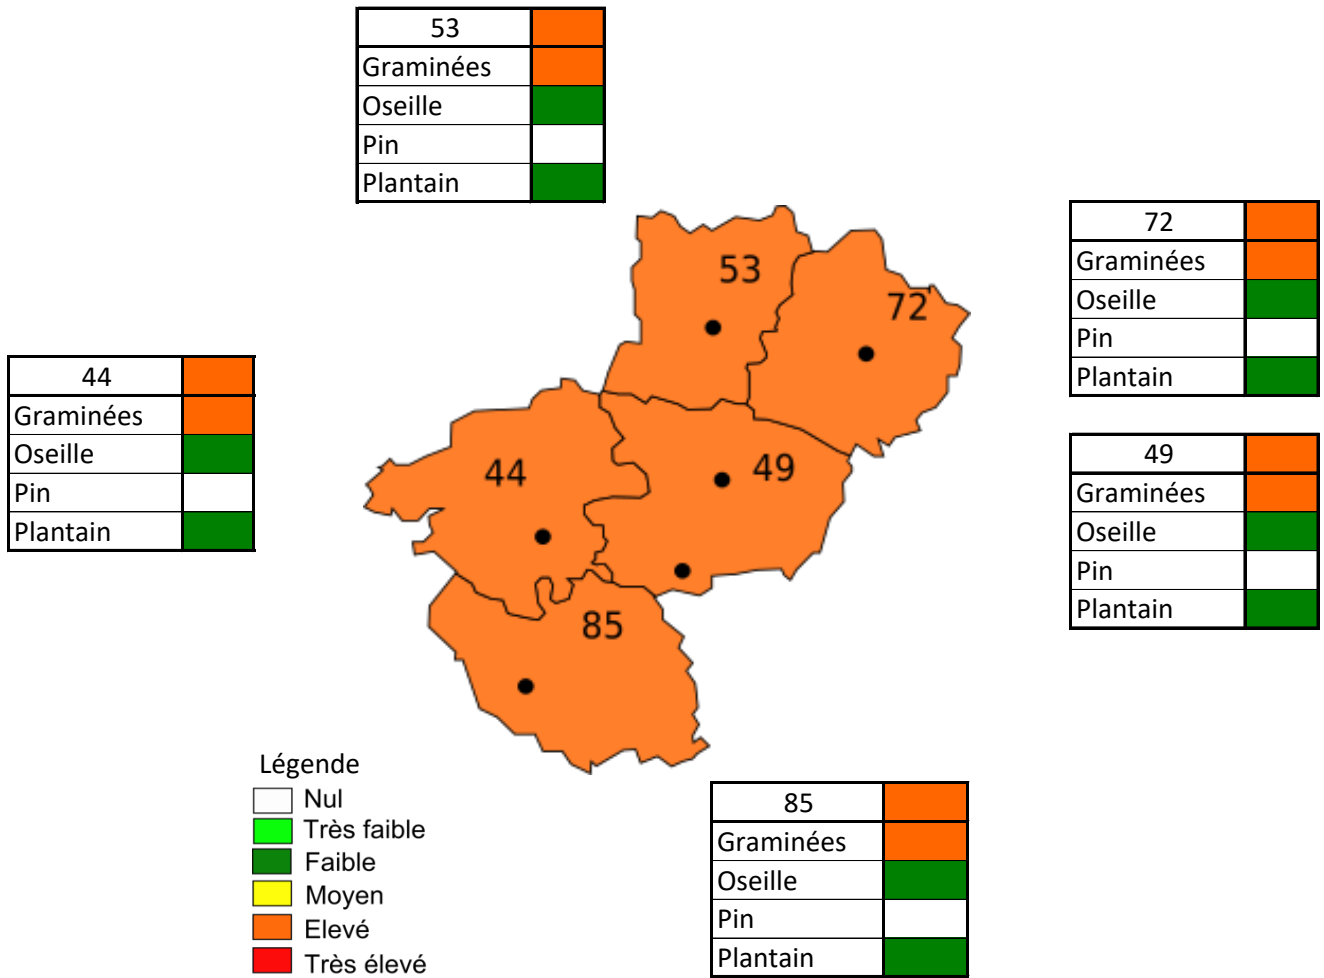 53
Graminées
Oseille
Pin
Plantain
72
Graminées
Oseille
Pin
Plantain
44
Graminées
Oseille
Pin
Plantain
49
Graminées
Oseille
Pin
Plantain
53
72
44
49
85
Légende
Nul
Très faible
Faible
Moyen
Elevé
Très élevé
85
Graminées
Oseille
Pin
Plantain